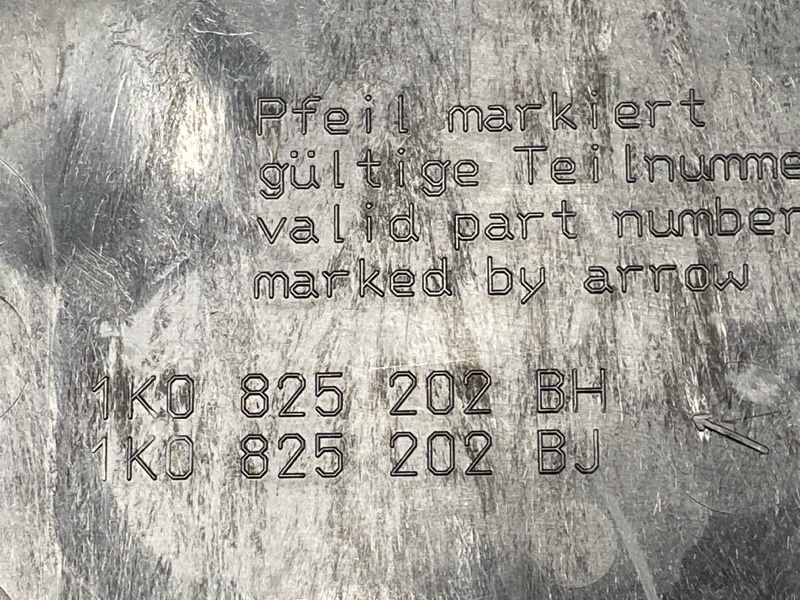 Pfeil markiert
gültige Teilnumme
valid part number
marked by arrow
1K0 825 202 BH
1K0 825 202 BJ